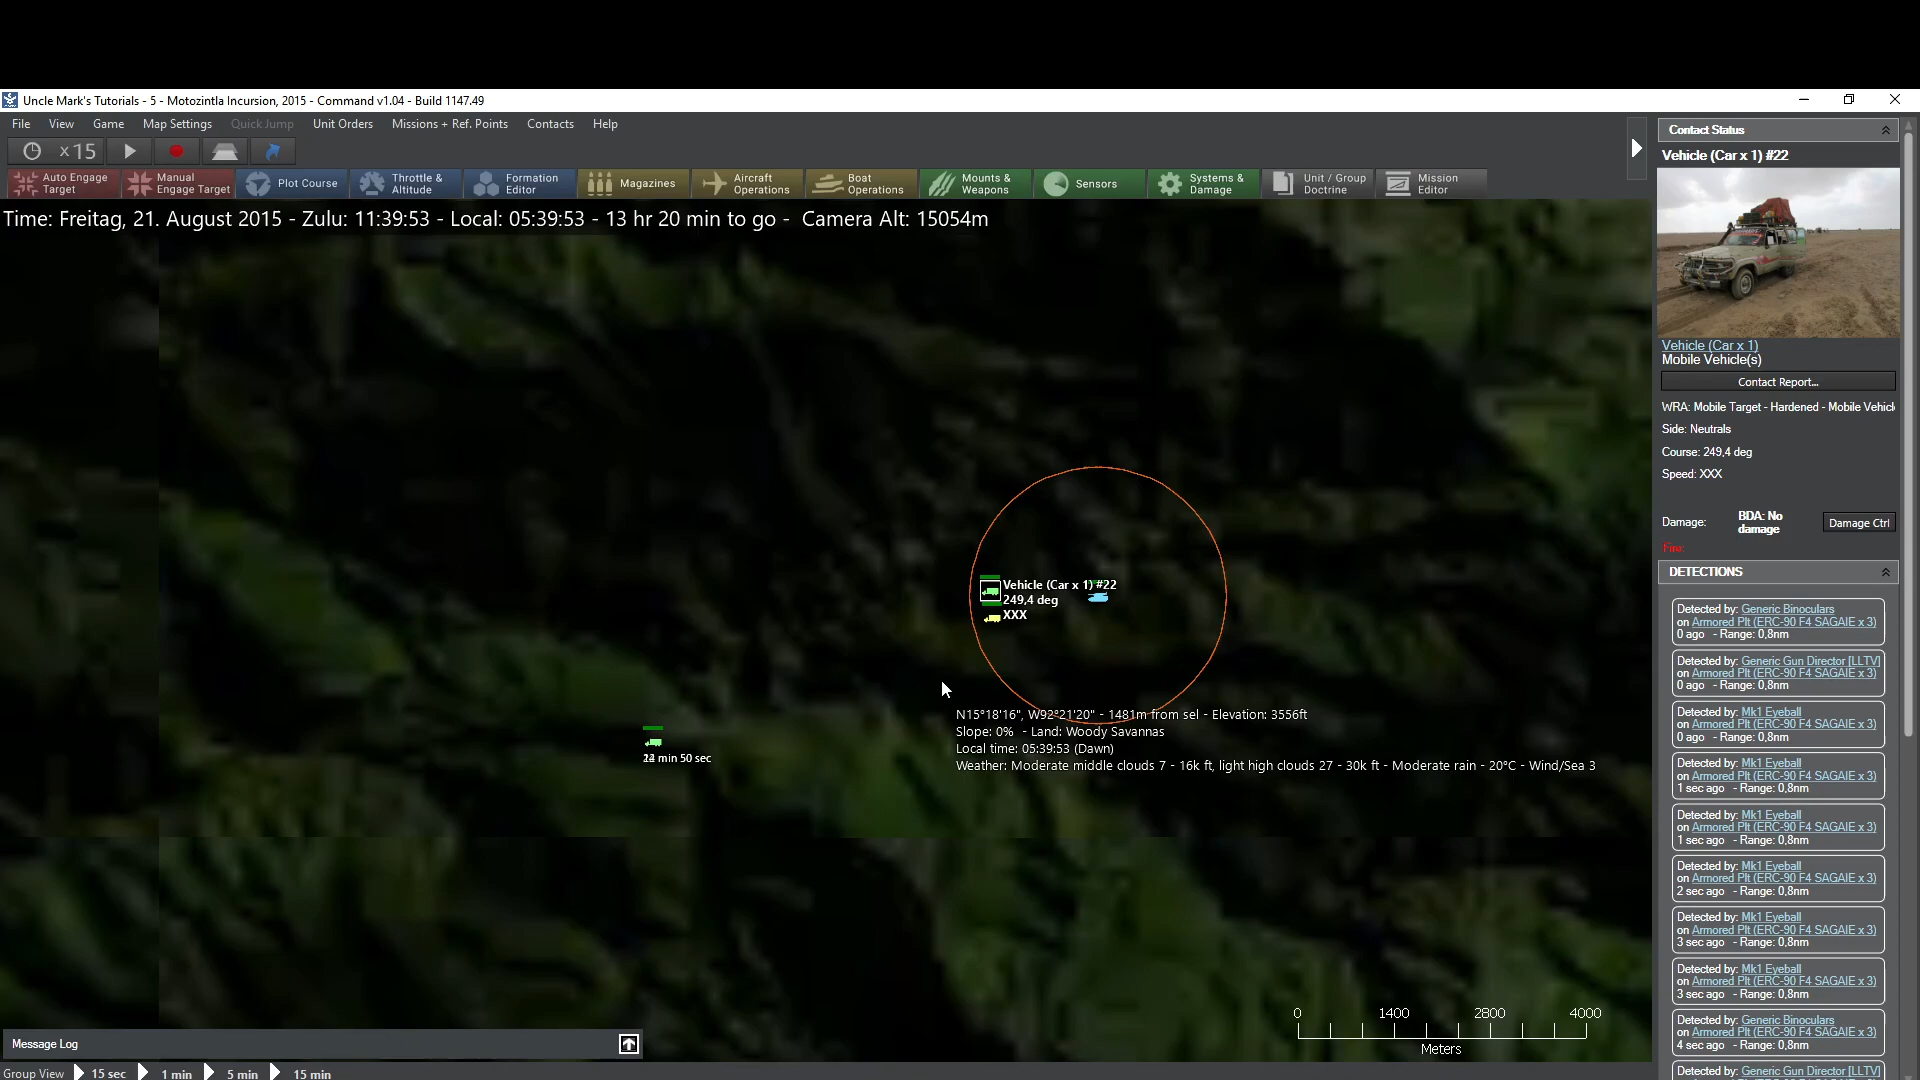 Uncle Mark's Tutorials - 5 - Motozintla Incursion, 2015 - Command v1.04 - Build 1147.49
File View Game Map Settings Quick Jump Unit Orders Missions + Ref. Points Contacts Help
x 15
Auto Engage Target
Manual Engage Target
Plot Course
Throttle & Altitude
Formation Editor
Magazines
Aircraft Operations
Boat Operations
Mounts & Weapons
Sensors
Systems & Damage
Unit / Group Doctrine
Mission Editor
Time: Freitag, 21. August 2015 - Zulu: 11:39:53 - Local: 05:39:53 - 13 hr 20 min to go - Camera Alt: 15054m
Vehicle (Car x 1) #22
249,4 deg
XXX
min 50 sec
N15°18'16", W92°21'20" - 1481m from sel - Elevation: 3556ft
Slope: 0% - Land: Woody Savannas
Local time: 05:39:53 (Dawn)
Weather: Moderate middle clouds 7 - 16k ft, light high clouds 27 - 30k ft - Moderate rain - 20°C - Wind/Sea 3
0 1400 2800 4000
Meters
Message Log
Group View 15 sec 1 min 5 min 15 min
Contact Status
Vehicle (Car x 1) #22
Vehicle (Car x 1)
Mobile Vehicle(s)
Contact Report...
WRA: Mobile Target - Hardened - Mobile Vehicl
Side: Neutrals
Course: 249,4 deg
Speed: XXX
Damage:
BDA: No
damage
Damage Ctrl
Fire:
DETECTIONS
Detected by: Generic Binoculars
on Armored Plt (ERC-90 F4 SAGAIE x 3)
0 ago - Range: 0,8nm
Detected by: Generic Gun Director [LLTV]
on Armored Plt (ERC-90 F4 SAGAIE x 3)
0 ago - Range: 0,8nm
Detected by: Mk1 Eyeball
on Armored Plt (ERC-90 F4 SAGAIE x 3)
0 ago - Range: 0,8nm
Detected by: Mk1 Eyeball
on Armored Plt (ERC-90 F4 SAGAIE x 3)
1 sec ago - Range: 0,8nm
Detected by: Mk1 Eyeball
on Armored Plt (ERC-90 F4 SAGAIE x 3)
1 sec ago - Range: 0,8nm
Detected by: Mk1 Eyeball
on Armored Plt (ERC-90 F4 SAGAIE x 3)
2 sec ago - Range: 0,8nm
Detected by: Mk1 Eyeball
on Armored Plt (ERC-90 F4 SAGAIE x 3)
3 sec ago - Range: 0,8nm
Detected by: Mk1 Eyeball
on Armored Plt (ERC-90 F4 SAGAIE x 3)
3 sec ago - Range: 0,8nm
Detected by: Generic Binoculars
on Armored Plt (ERC-90 F4 SAGAIE x 3)
4 sec ago - Range: 0,8nm
Detected by: Generic Gun Director [LLTV]